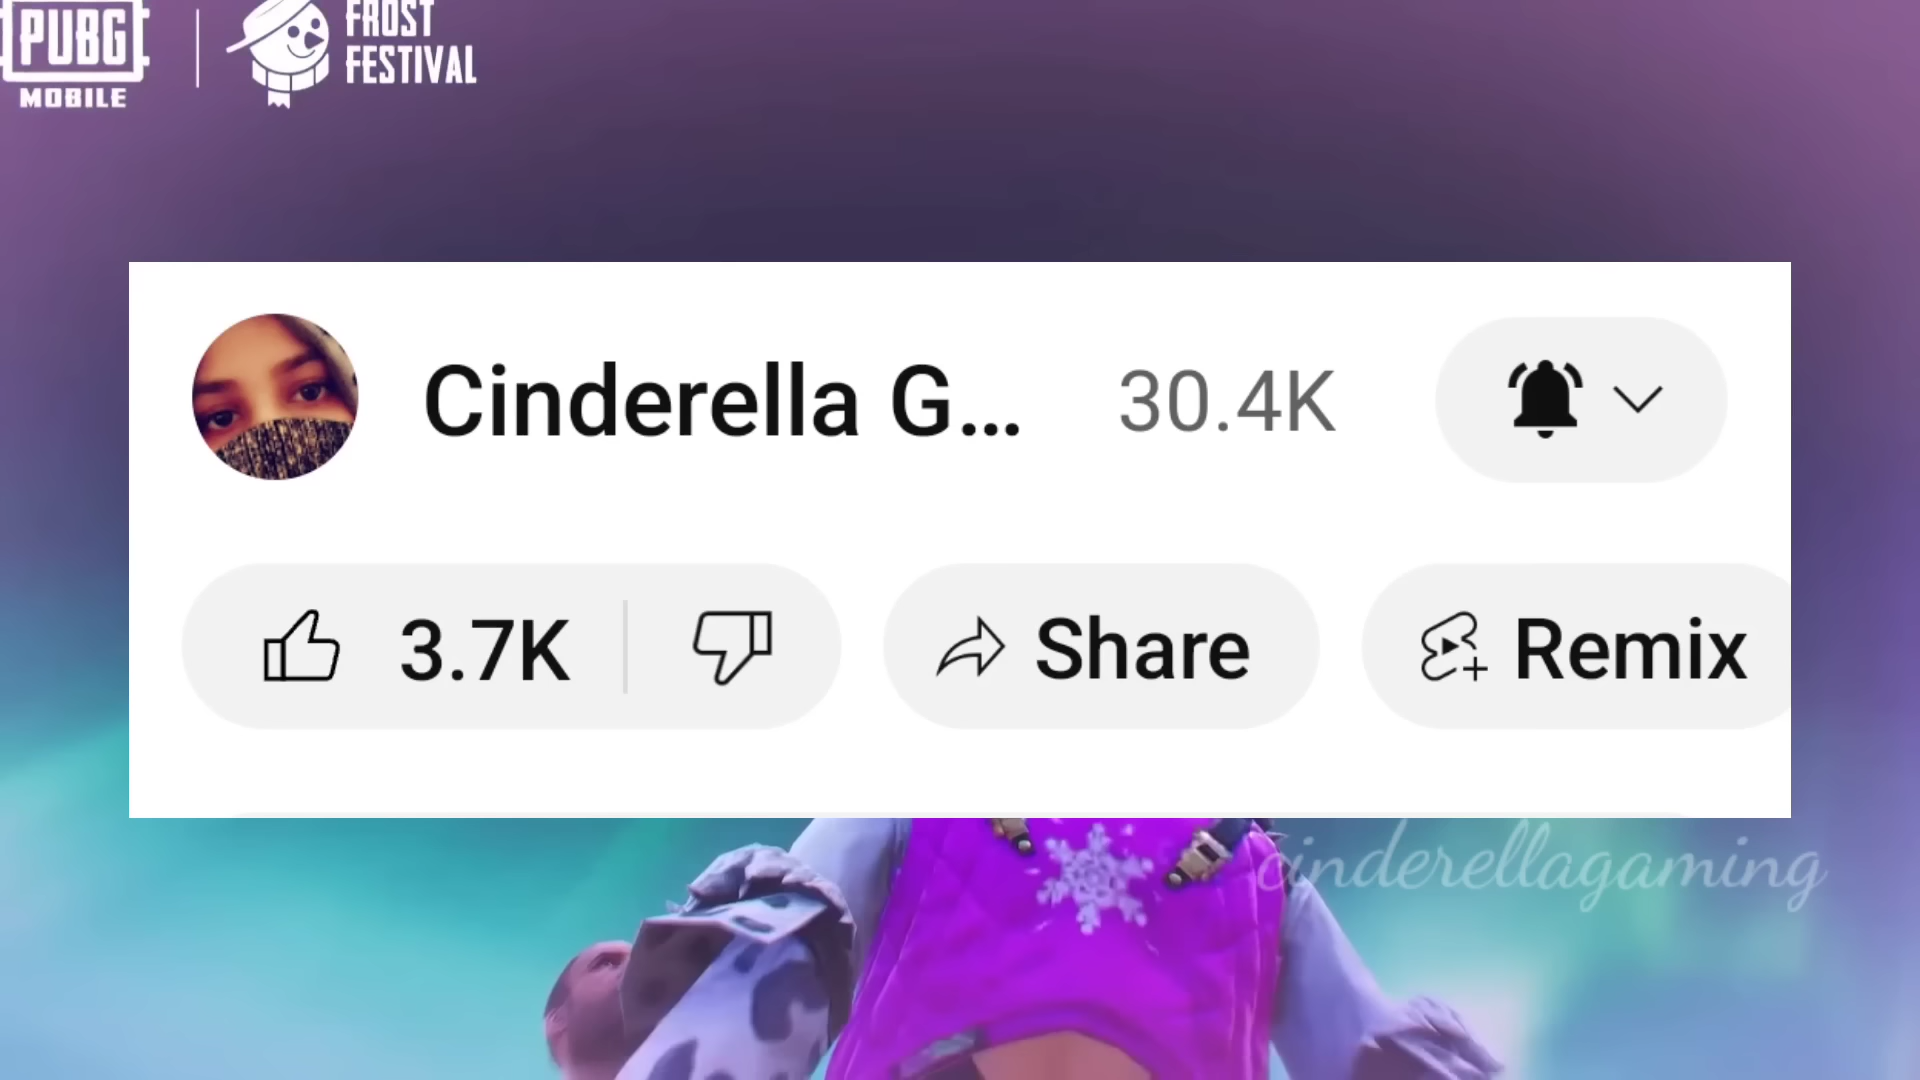 PUBG
MOBILE
FROST
FESTIVAL
Cinderella G...
30.4K
3.7K
Share
Remix
cinderellagaming